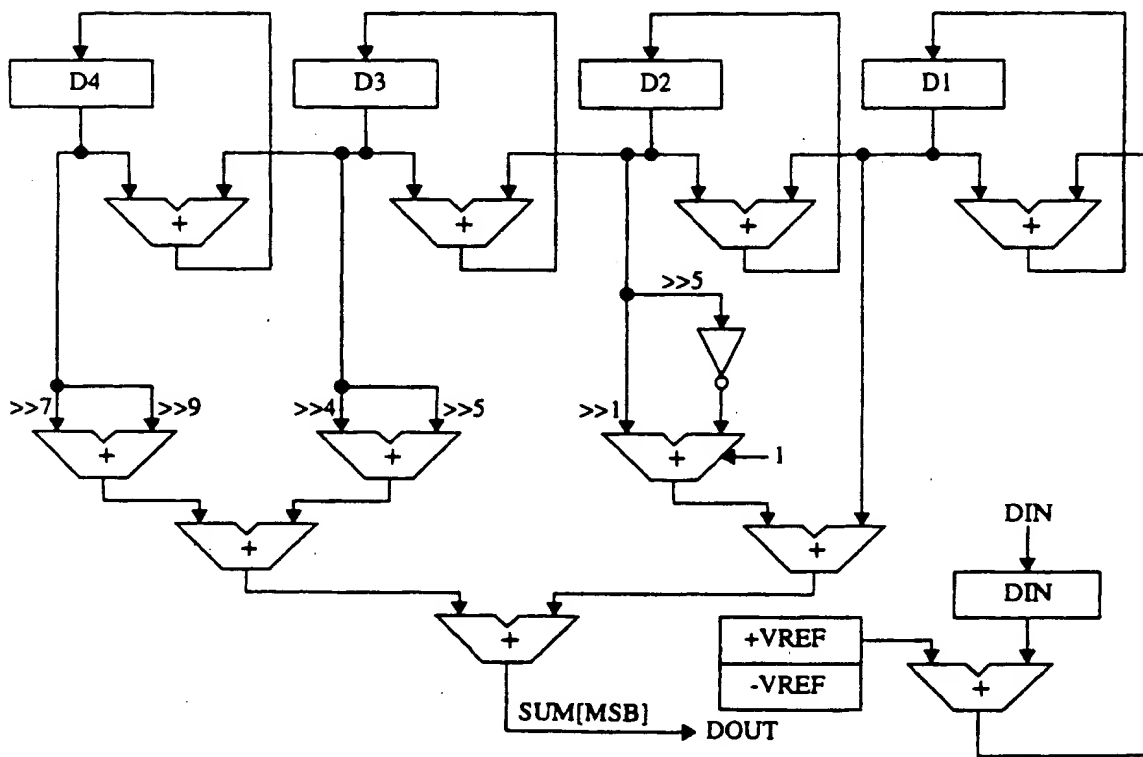 D4 D3 D2 D1
+ + + +
>>5
>>7 >>9 >>4 >>5 >>1
+ + + 1
+ + DIN
DIN
+ +VREF
+
-VREF
SUM[MSB] DOUT